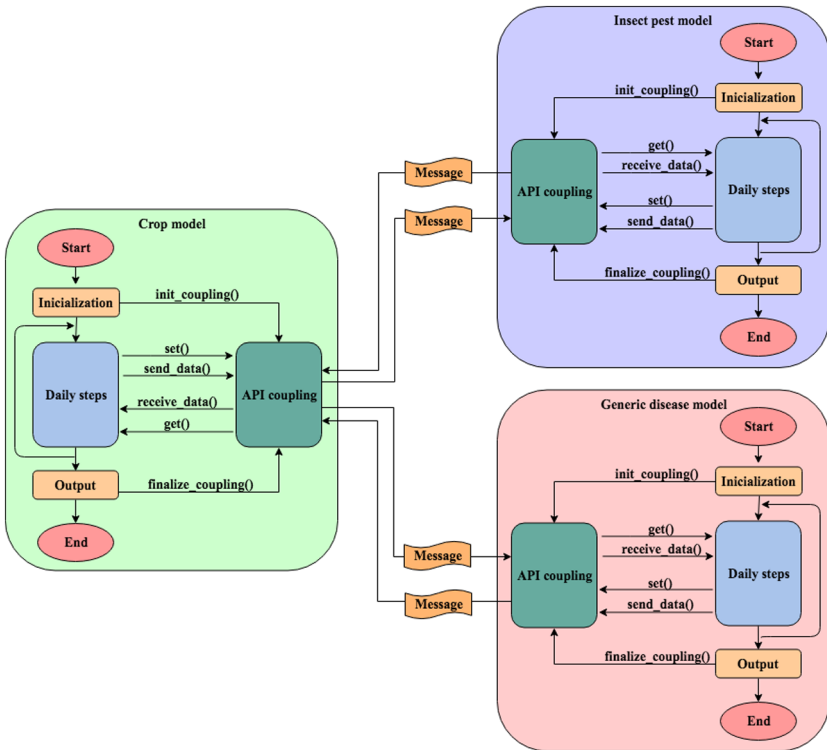 Insect pest model
Start
Inicialization
init_coupling()
get()
receive_data()
API coupling
Daily steps
set()
send_data()
finalize_coupling()
Output
End
Message
Message
Crop model
Start
Inicialization
init_coupling()
set()
send_data()
Daily steps
API coupling
receive_data()
get()
Output
finalize_coupling()
End
Generic disease model
Start
Inicialization
init_coupling()
get()
receive_data()
API coupling
Daily steps
set()
send_data()
finalize_coupling()
Output
End
Message
Message